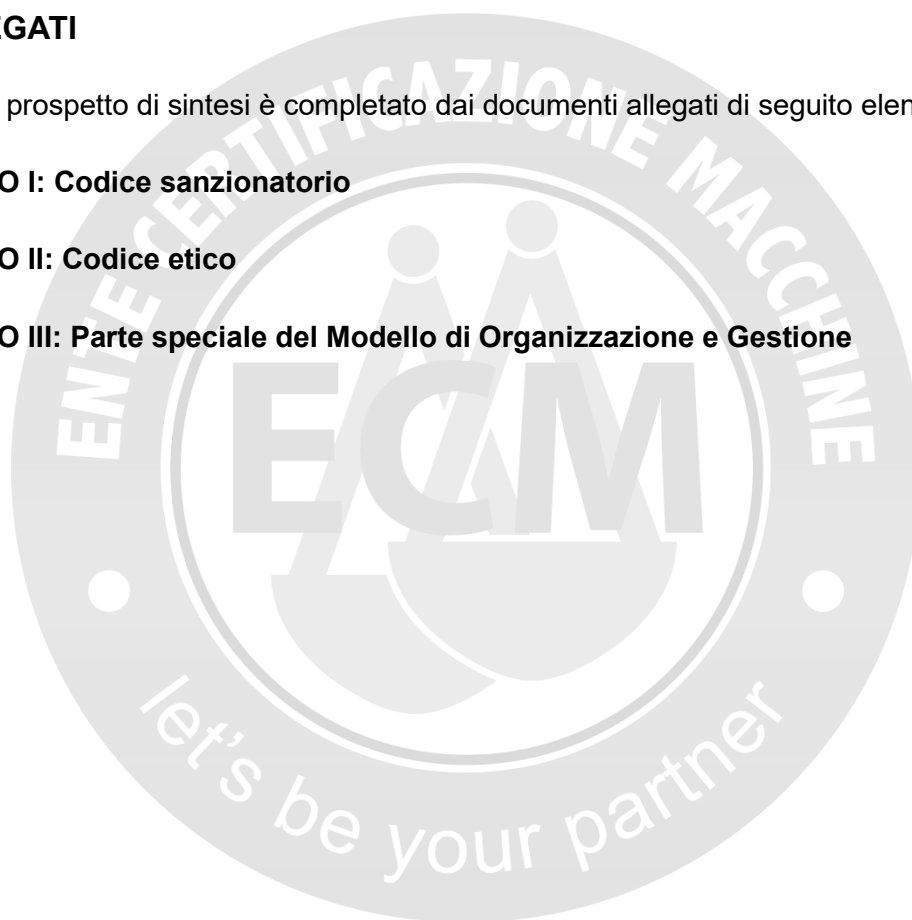 EGATI
prospetto di sintesi è completato dai documenti allegati di seguito elen
O I: Codice sanzionatorio
O II: Codice etico
O III: Parte speciale del Modello di Organizzazione e Gestione
ENTE CERTIFICAZIONE MACCHINE
ECM
let's be your partner